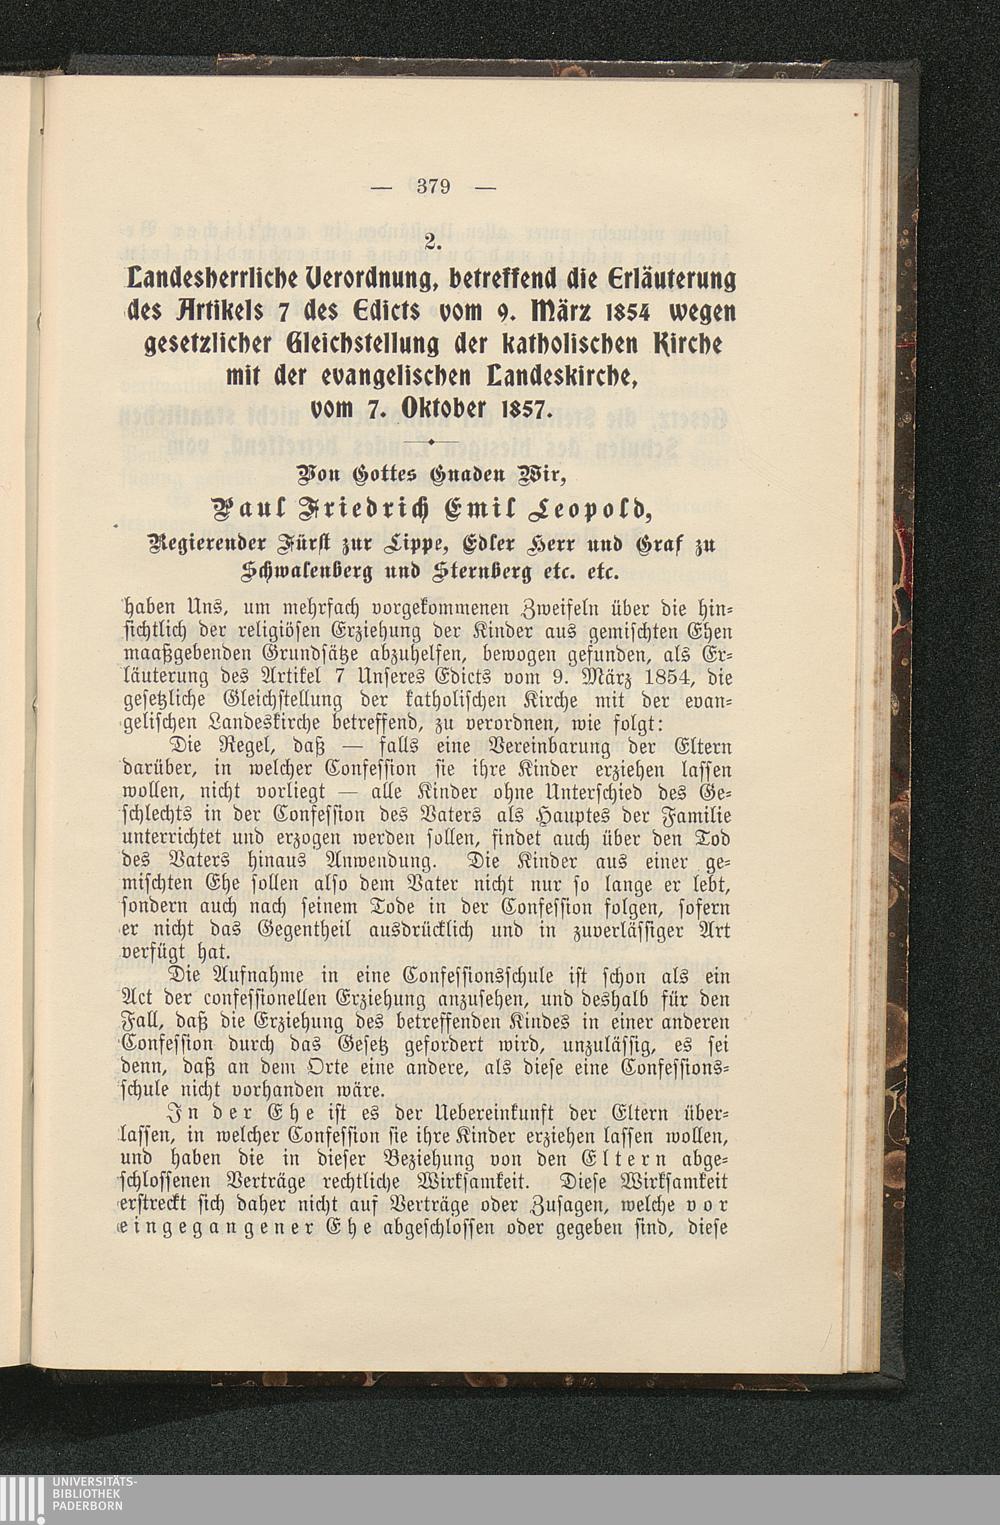 — 379 —
2.
Landesherrliche Verordnung, betreffend die Erläuterung
des Artikels 7 des Edicts vom 9. März 1854 wegen
gesetzlicher Gleichstellung der katholischen Kirche
mit der evangelischen Landeskirche,
vom 7. Oktober 1857.
Von Gottes Gnaden Wir,
Paul Friedrich Emil Leopold,
Regierender Fürst zur Lippe, Edler Herr und Graf zu
Schwalenberg und Sternberg etc. etc.
haben Uns, um mehrfach vorgekommenen Zweifeln über die hin-
sichtlich der religiösen Erziehung der Kinder aus gemischten Ehen
maaßgebenden Grundsätze abzuhelfen, bewogen gefunden, als Er-
läuterung des Artikel 7 Unseres Edicts vom 9. März 1854, die
gesetzliche Gleichstellung der katholischen Kirche mit der evan-
gelischen Landeskirche betreffend, zu verordnen, wie folgt:
Die Regel, daß — falls eine Vereinbarung der Eltern
darüber, in welcher Confession sie ihre Kinder erziehen lassen
wollen, nicht vorliegt — alle Kinder ohne Unterschied des Ge-
schlechts in der Confession des Vaters als Hauptes der Familie
unterrichtet und erzogen werden sollen, findet auch über den Tod
des Vaters hinaus Anwendung. Die Kinder aus einer ge-
mischten Ehe sollen also dem Vater nicht nur so lange er lebt,
sondern auch nach seinem Tode in der Confession folgen, sofern
er nicht das Gegentheil ausdrücklich und in zuverlässiger Art
verfügt hat.
Die Aufnahme in eine Confessionsschule ist schon als ein
Act der confessionellen Erziehung anzusehen, und deshalb für den
Fall, daß die Erziehung des betreffenden Kindes in einer anderen
Confession durch das Gesetz gefordert wird, unzulässig, es sei
denn, daß an dem Orte eine andere, als diese eine Confessions-
schule nicht vorhanden wäre.
In der Ehe ist es der Uebereinkunft der Eltern über-
lassen, in welcher Confession sie ihre Kinder erziehen lassen wollen,
und haben die in dieser Beziehung von den Eltern abge-
schlossenen Verträge rechtliche Wirksamkeit. Diese Wirksamkeit
erstreckt sich daher nicht auf Verträge oder Zusagen, welche vor
eingegangener Ehe abgeschlossen oder gegeben sind, diese
UNIVERSITÄTS-
BIBLIOTHEK
PADERBORN